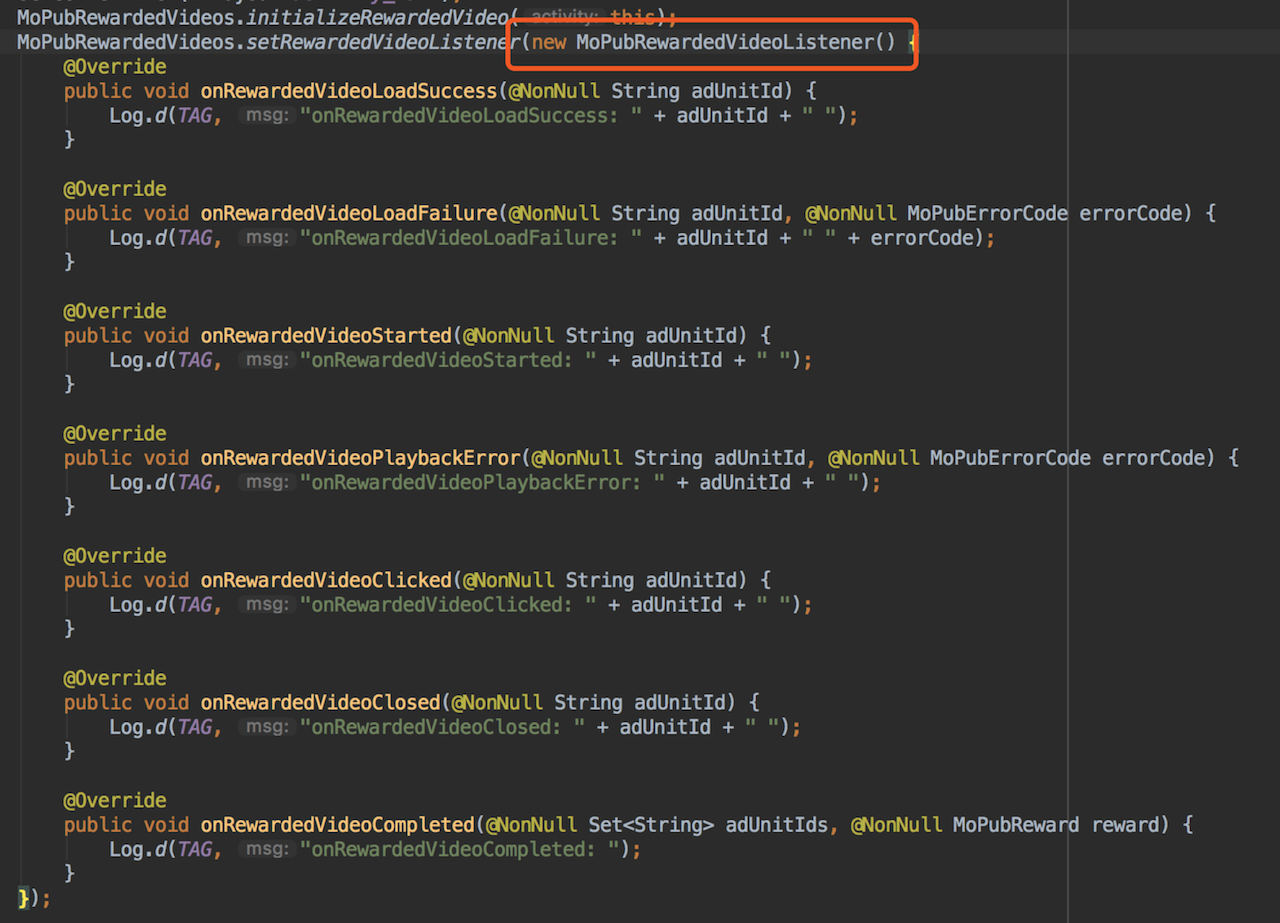 MoPubRewardedVideos.initializeRewardedVideo( activity: this);
MoPubRewardedVideos.setRewardedVideoListener(new MoPubRewardedVideoListener() {
@Override
public void onRewardedVideoLoadSuccess(@NonNull String adUnitId) {
Log.d(TAG, msg: "onRewardedVideoLoadSuccess: " + adUnitId + " ");
}
@Override
public void onRewardedVideoLoadFailure(@NonNull String adUnitId, @NonNull MoPubErrorCode errorCode) {
Log.d(TAG, msg: "onRewardedVideoLoadFailure: " + adUnitId + " " + errorCode);
}
@Override
public void onRewardedVideoStarted(@NonNull String adUnitId) {
Log.d(TAG, msg: "onRewardedVideoStarted: " + adUnitId + " ");
}
@Override
public void onRewardedVideoPlaybackError(@NonNull String adUnitId, @NonNull MoPubErrorCode errorCode) {
Log.d(TAG, msg: "onRewardedVideoPlaybackError: " + adUnitId + " ");
}
@Override
public void onRewardedVideoClicked(@NonNull String adUnitId) {
Log.d(TAG, msg: "onRewardedVideoClicked: " + adUnitId + " ");
}
@Override
public void onRewardedVideoClosed(@NonNull String adUnitId) {
Log.d(TAG, msg: "onRewardedVideoClosed: " + adUnitId + " ");
}
@Override
public void onRewardedVideoCompleted(@NonNull Set<String> adUnitIds, @NonNull MoPubReward reward) {
Log.d(TAG, msg: "onRewardedVideoCompleted: ");
}
});